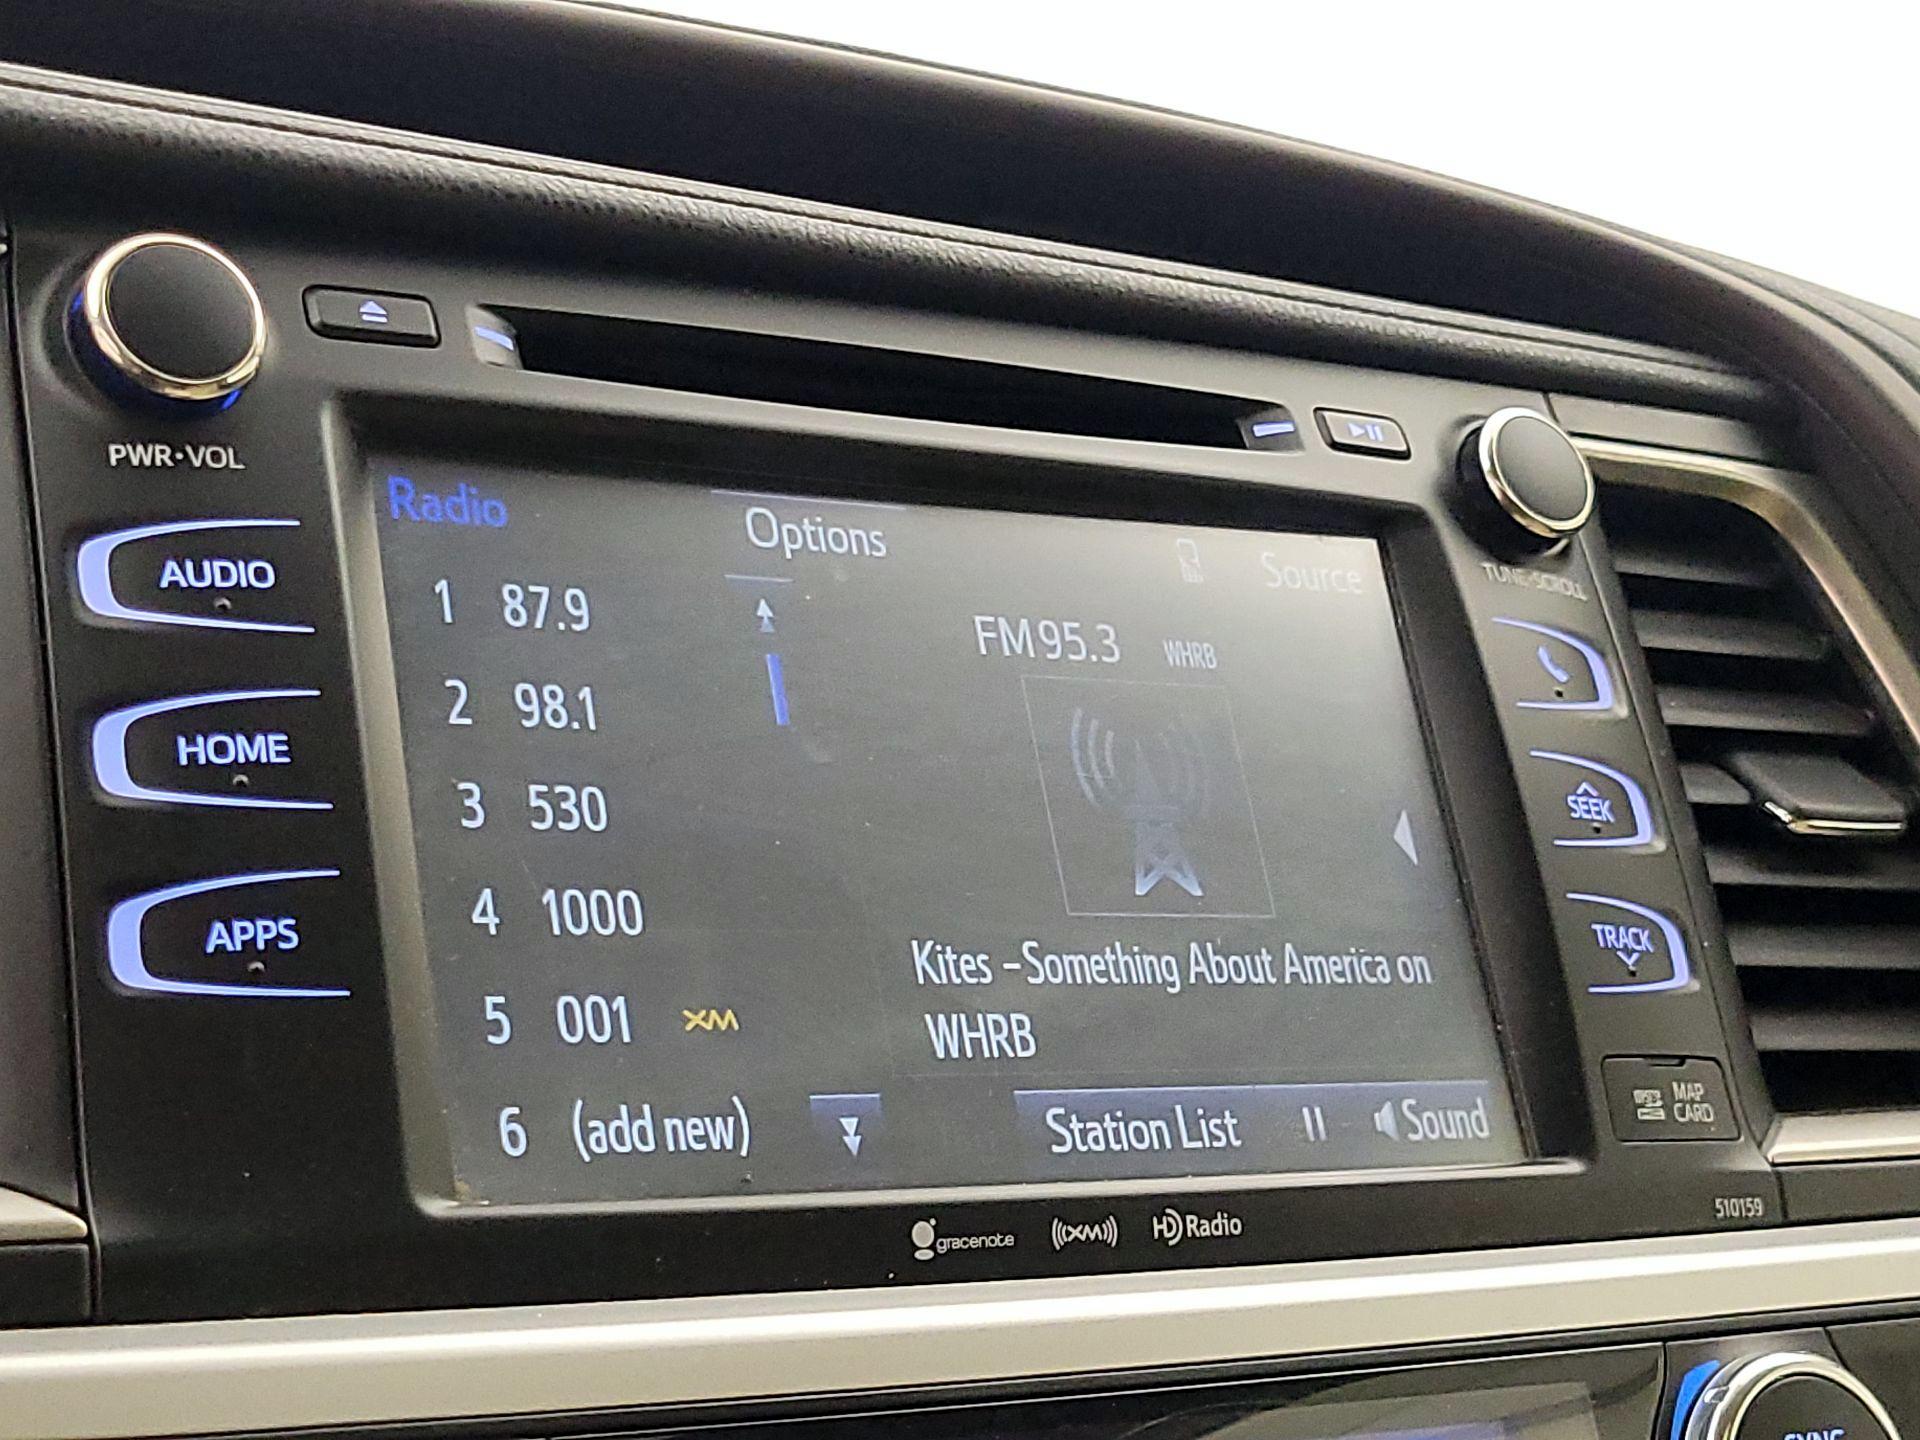 PWR·VOL
AUDIO
HOME
APPS
Radio
Options
Source
1 87.9
2 98.1
3 530
4 1000
5 001 XM
6 (add new)
FM 95.3 WHRB
Kites - Something About America on
WHRB
Station List
Sound
TUNE·SCROLL
SEEK
TRACK
MAP
CARD
510159
gracenote
((XM))
HD Radio
SYNC